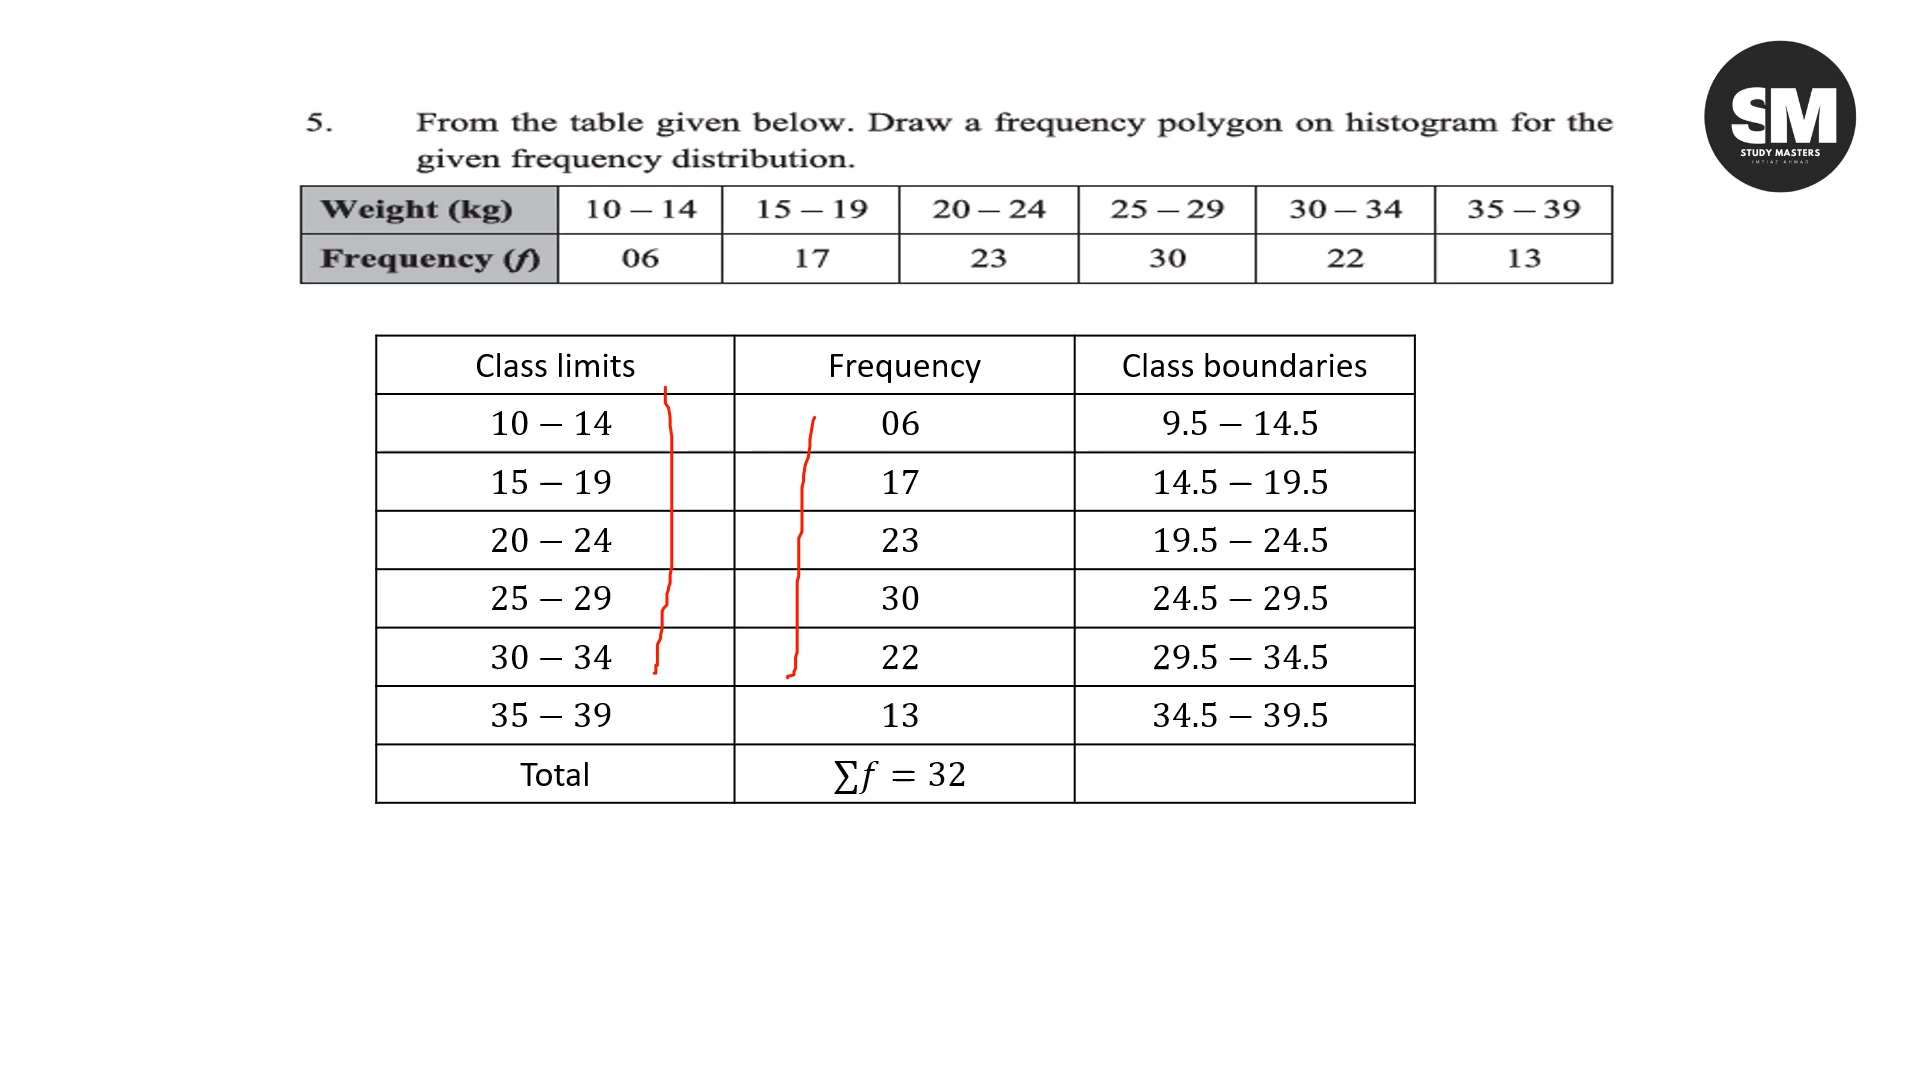 SM
STUDY MASTERS
IMTIAZ AHMAD
5. From the table given below. Draw a frequency polygon on histogram for the
given frequency distribution.
Weight (kg) 10 – 14 15 – 19 20 – 24 25 – 29 30 – 34 35 – 39
Frequency (f) 06 17 23 30 22 13
Class limits Frequency Class boundaries
10 − 14 06 9.5 − 14.5
15 − 19 17 14.5 − 19.5
20 − 24 23 19.5 − 24.5
25 − 29 30 24.5 − 29.5
30 − 34 22 29.5 − 34.5
35 − 39 13 34.5 − 39.5
Total ∑f = 32